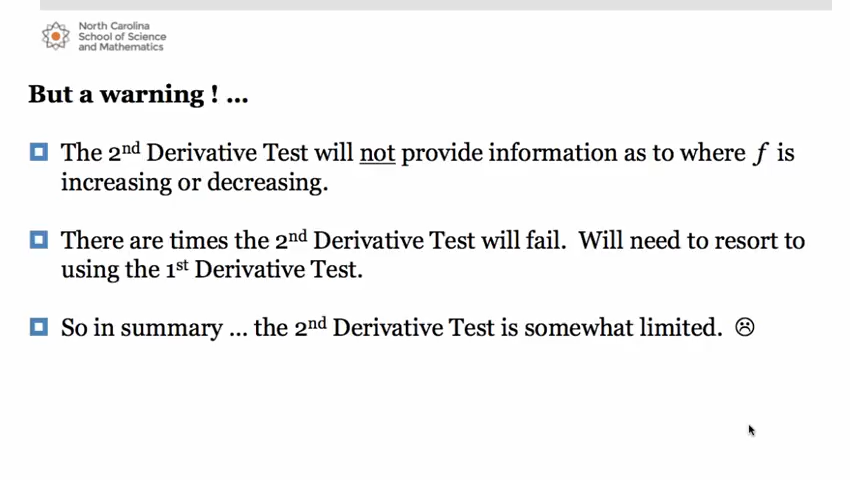 North Carolina
School of Science
and Mathematics
But a warning ! ...
The 2nd Derivative Test will not provide information as to where f is
increasing or decreasing.
There are times the 2nd Derivative Test will fail.  Will need to resort to
using the 1st Derivative Test.
So in summary ... the 2nd Derivative Test is somewhat limited. ☹